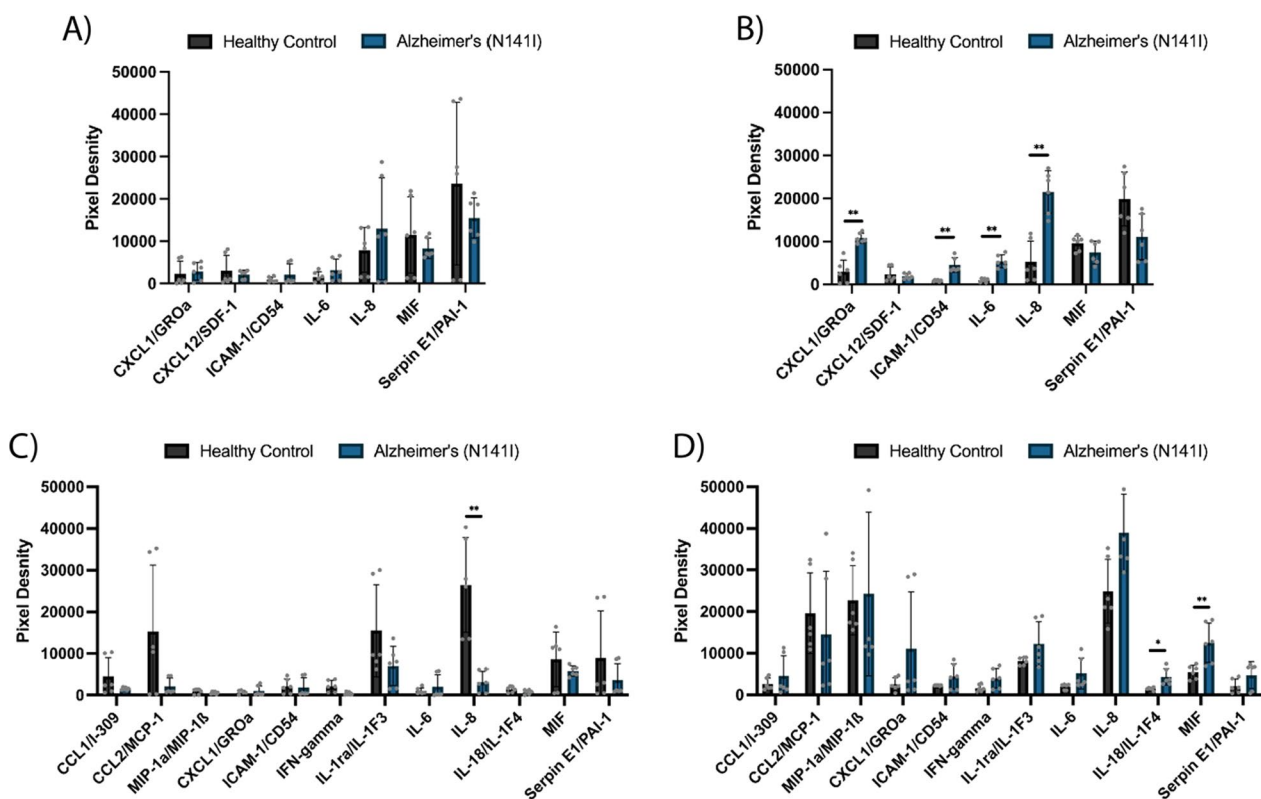 A)
Healthy Control
Alzheimer's (N141I)
Pixel Desnity
50000
40000
30000
20000
10000
0
CXCL1/GROa
CXCL12/SDF-1
ICAM-1/CD54
IL-6
IL-8
MIF
Serpin E1/PAI-1
B)
Healthy Control
Alzheimer's (N141I)
Pixel Density
50000
40000
30000
20000
10000
0
**
**
**
**
CXCL1/GROa
CXCL12/SDF-1
ICAM-1/CD54
IL-6
IL-8
MIF
Serpin E1/PAI-1
C)
Healthy Control
Alzheimer's (N141I)
Pixel Desnity
50000
40000
30000
20000
10000
0
**
CCL1/I-309
CCL2/MCP-1
MIP-1a/MIP-1ß
CXCL1/GROa
ICAM-1/CD54
IFN-gamma
IL-1ra/IL-1F3
IL-6
IL-8
IL-18/IL-1F4
MIF
Serpin E1/PAI-1
D)
Healthy Control
Alzheimer's (N141I)
Pixel Density
50000
40000
30000
20000
10000
0
*
**
CCL1/I-309
CCL2/MCP-1
MIP-1a/MIP-1ß
CXCL1/GROa
ICAM-1/CD54
IFN-gamma
IL-1ra/IL-1F3
IL-6
IL-8
IL-18/IL-1F4
MIF
Serpin E1/PAI-1